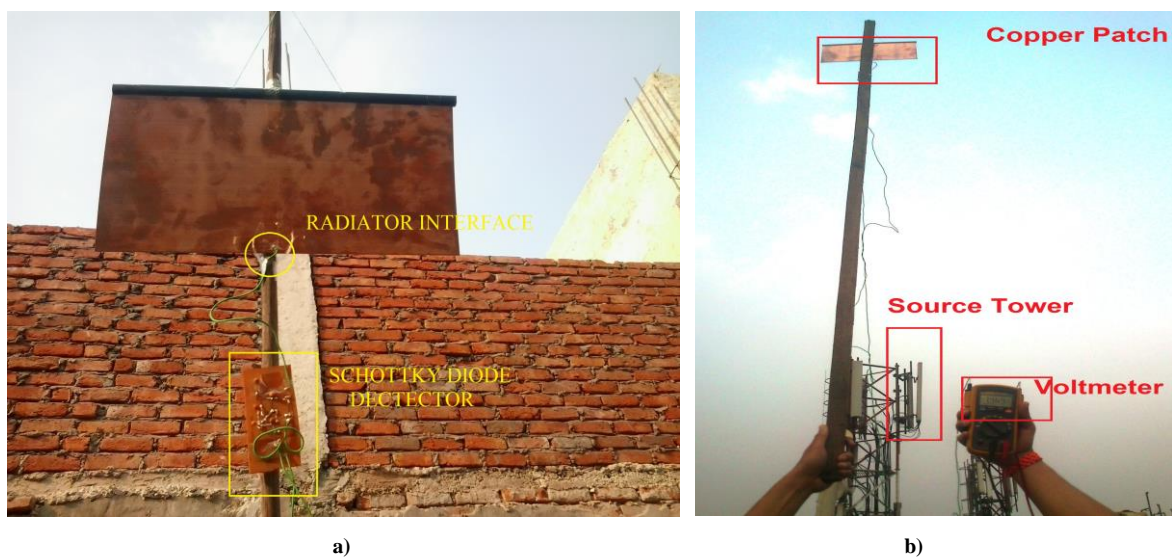 RADIATOR INTERFACE
SCHOTTKY DIODE
DECTECTOR
Copper Patch
Source Tower
Voltmeter
a)
b)